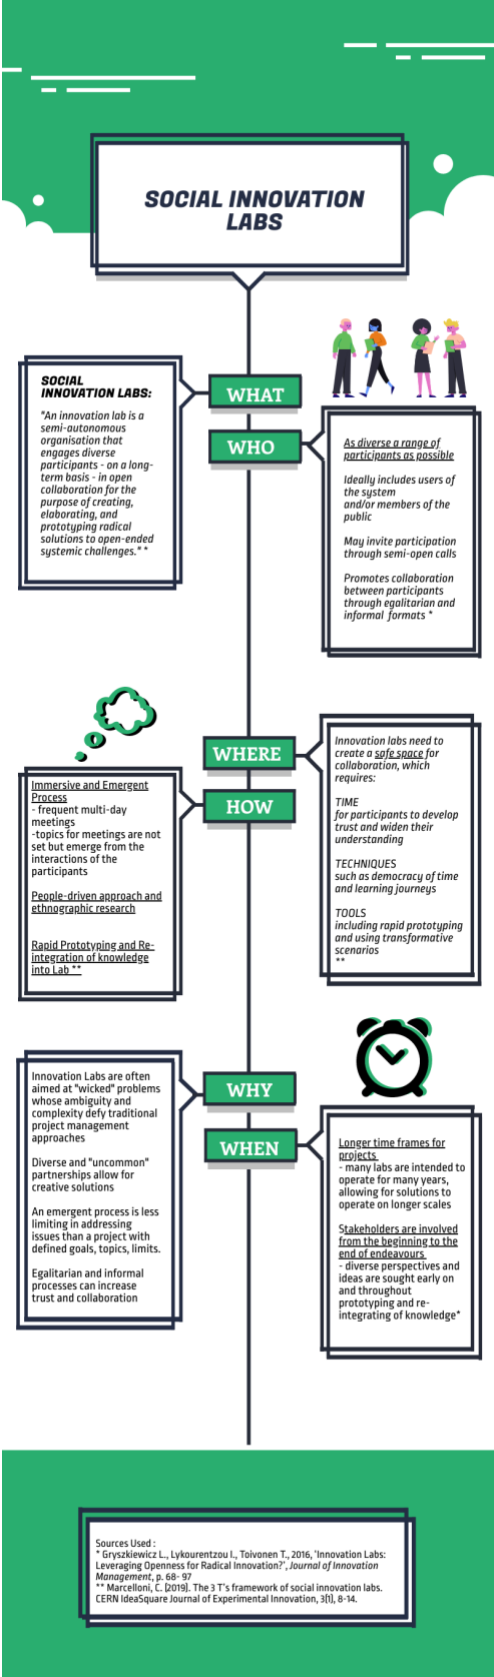 SOCIAL INNOVATION
LABS
WHAT
SOCIAL
INNOVATION LABS:
"An innovation lab is a
semi-autonomous
organisation that
engages diverse
participants - on a long-
term basis - in open
collaboration for the
purpose of creating,
elaborating, and
prototyping radical
solutions to open-ended
systemic challenges." *
WHO
As diverse a range of
participants as possible
Ideally includes users of
the system
and/or members of the
public
May invite participation
through semi-open calls
Promotes collaboration
between participants
through egalitarian and
informal formats *
WHERE
Innovation labs need to
create a safe space for
collaboration, which
requires:
TIME
for participants to develop
trust and widen their
understanding
TECHNIQUES
such as democracy of time
and learning journeys
TOOLS
including rapid prototyping
and using transformative
scenarios
**
HOW
Immersive and Emergent
Process
- frequent multi-day
meetings
-topics for meetings are not
set but emerge from the
interactions of the
participants
People-driven approach and
ethnographic research
Rapid Prototyping and Re-
integration of knowledge
into Lab **
WHY
Innovation Labs are often
aimed at "wicked" problems
whose ambiguity and
complexity defy traditional
project management
approaches
Diverse and "uncommon"
partnerships allow for
creative solutions
An emergent process is less
limiting in addressing
issues than a project with
defined goals, topics, limits.
Egalitarian and informal
processes can increase
trust and collaboration
WHEN
Longer time frames for
projects
- many labs are intended to
operate for many years,
allowing for solutions to
operate on longer scales
Stakeholders are involved
from the beginning to the
end of endeavours
- diverse perspectives and
ideas are sought early on
and throughout
prototyping and re-
integrating of knowledge*
Sources Used :
* Gryszkiewicz L., Lykourentzou I., Toivonen T., 2016, 'Innovation Labs:
Leveraging Openness for Radical Innovation?', Journal of Innovation
Management, p. 68- 97
** Marcelloni, C. (2019). The 3 T's framework of social innovation labs.
CERN IdeaSquare Journal of Experimental Innovation, 3(1), 8-14.